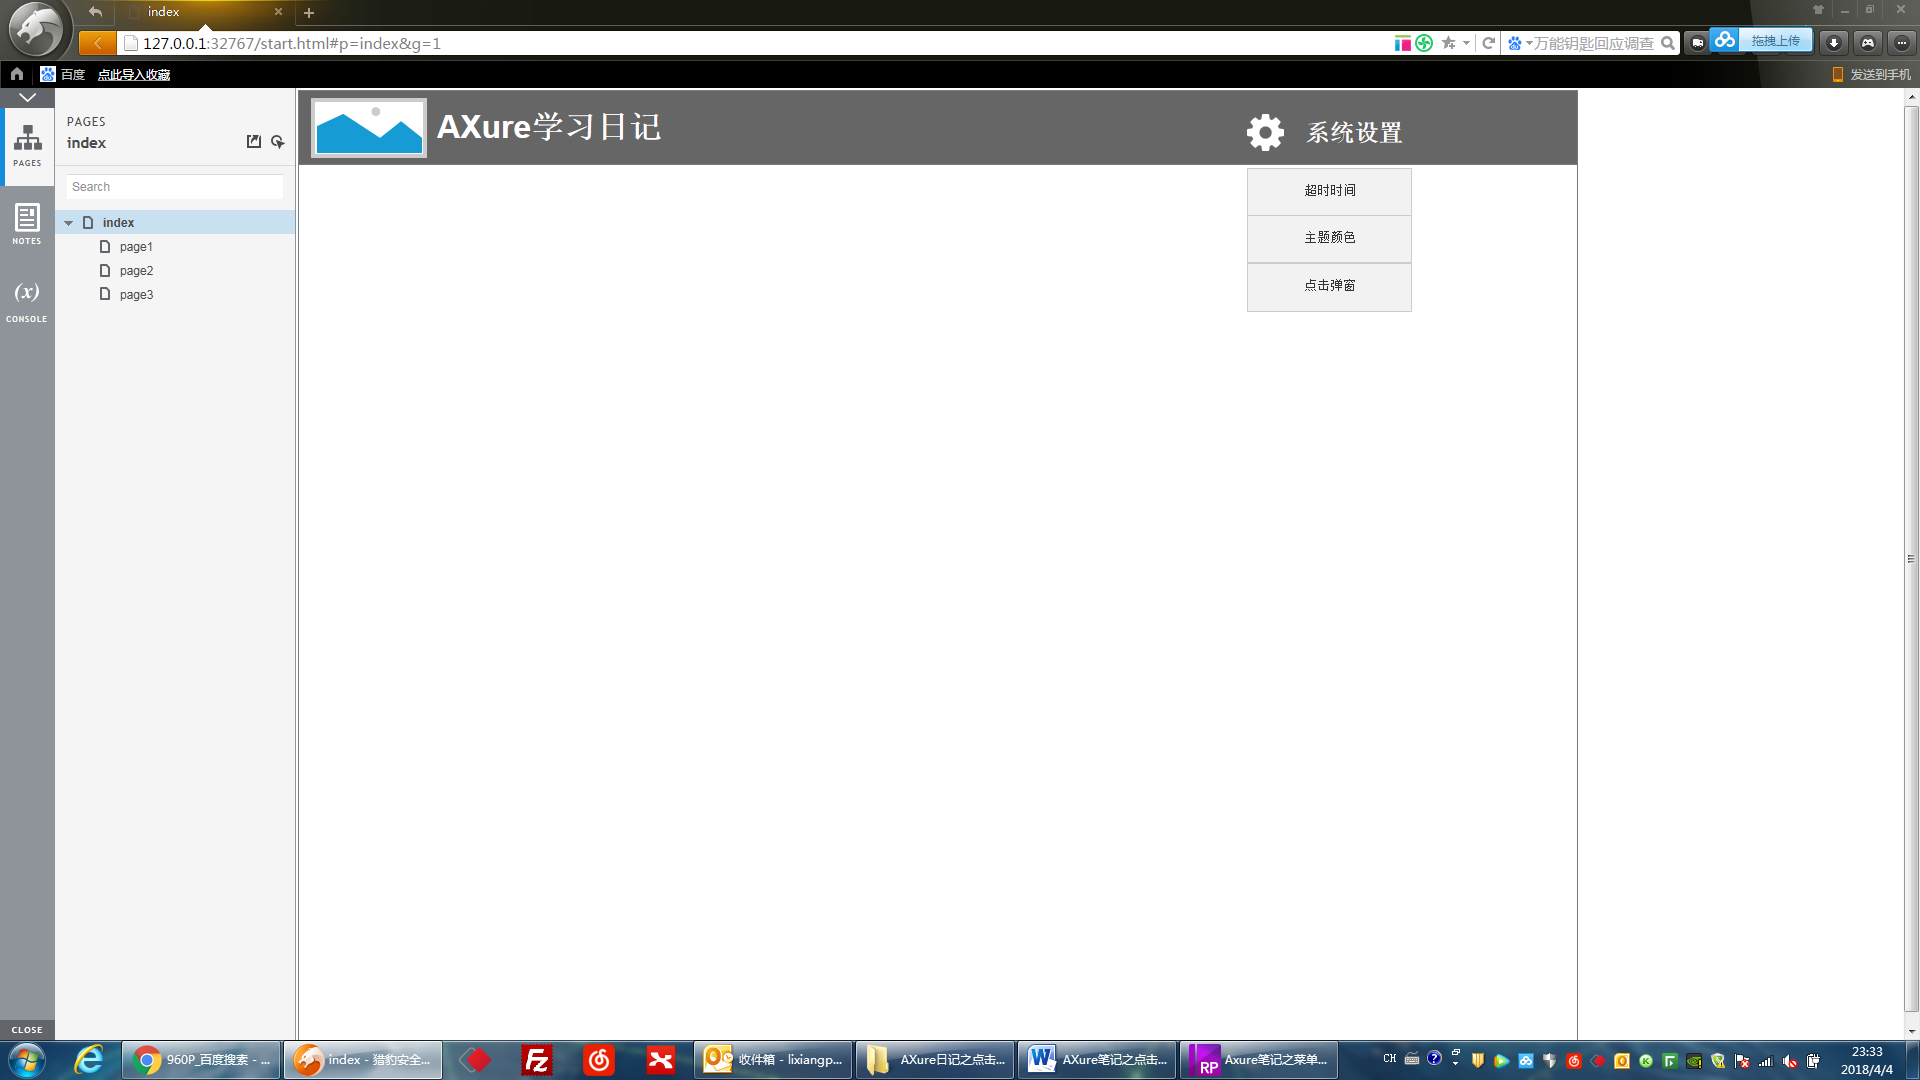 index
127.0.0.1:32767/start.html#p=index&g=1
万能钥匙回应调查
拖拽上传
百度
点此导入收藏
发送到手机
PAGES
index
Search
index
page1
page2
page3
PAGES
NOTES
(x)
CONSOLE
CLOSE
AXure学习日记
系统设置
超时时间
主题颜色
点击弹窗
960P_百度搜索 - ...
index - 猎豹安全...
收件箱 - lixiangp...
AXure日记之点击...
AXure笔记之点击...
Axure笔记之菜单...
CH
23:33
2018/4/4